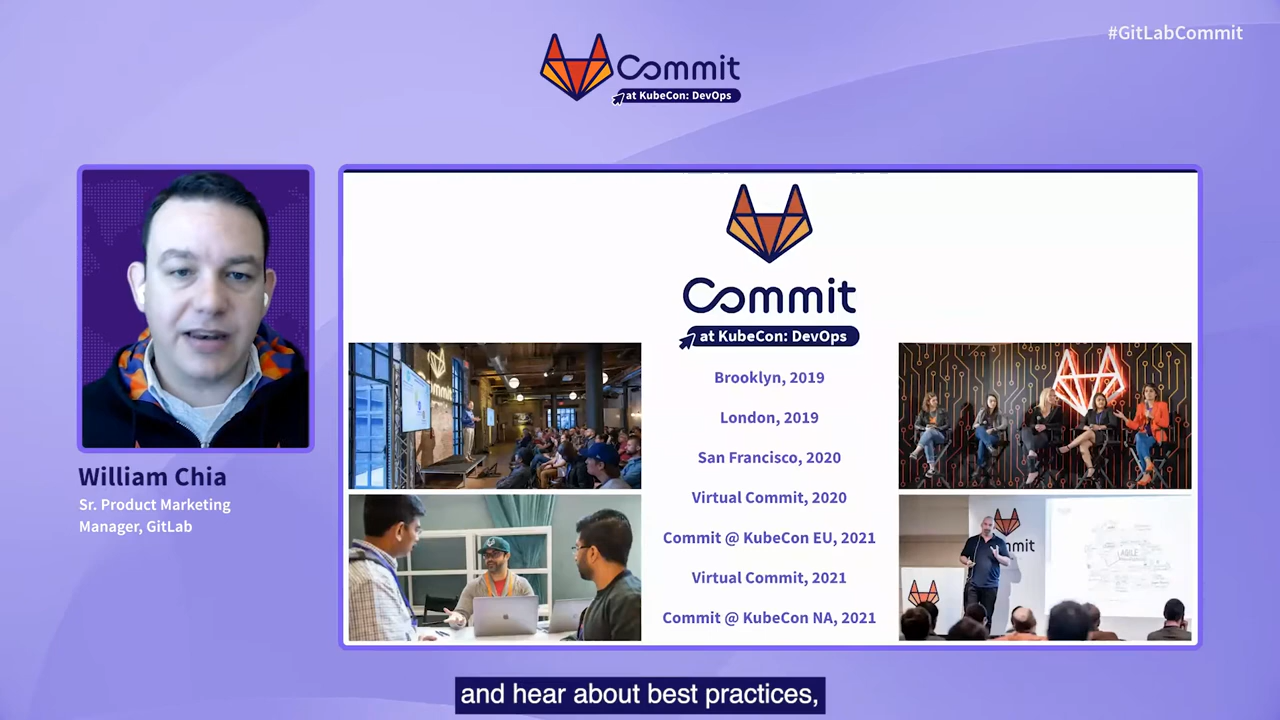 #GitLabCommit
Commit
at KubeCon: DevOps
William Chia
Sr. Product Marketing
Manager, GitLab
Commit
at KubeCon: DevOps
Brooklyn, 2019
London, 2019
San Francisco, 2020
Virtual Commit, 2020
Commit @ KubeCon EU, 2021
Virtual Commit, 2021
Commit @ KubeCon NA, 2021
AGILE
and hear about best practices,